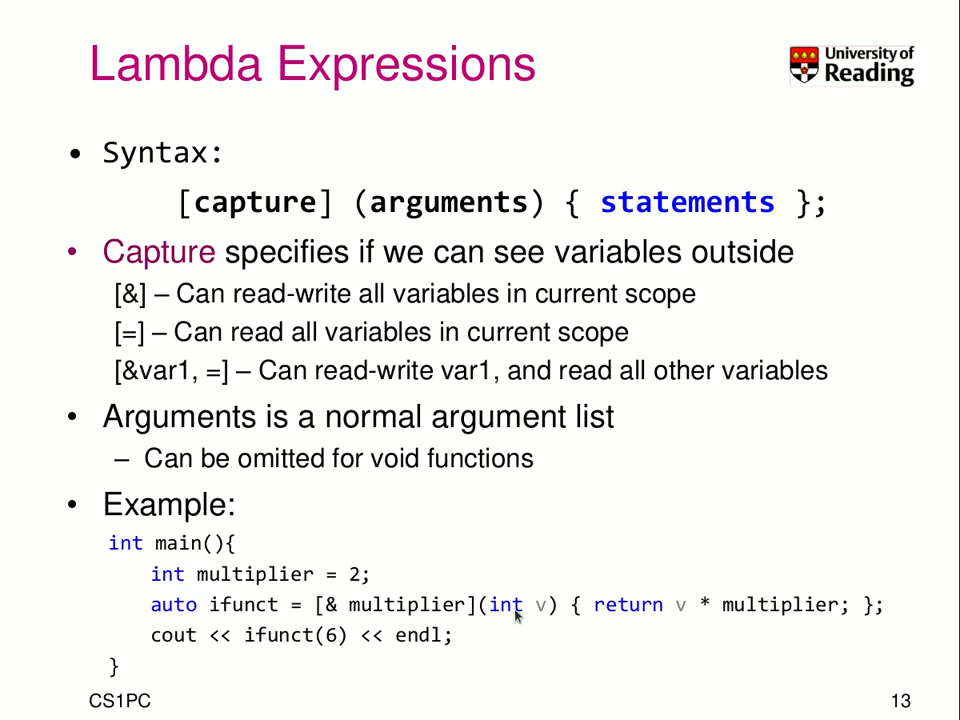 Lambda Expressions
University of
Reading
• Syntax:
[capture] (arguments) { statements };
• Capture specifies if we can see variables outside
[&] – Can read-write all variables in current scope
[=] – Can read all variables in current scope
[&var1, =] – Can read-write var1, and read all other variables
• Arguments is a normal argument list
– Can be omitted for void functions
• Example:
int main(){
int multiplier = 2;
auto ifunct = [& multiplier](int v) { return v * multiplier; };
cout << ifunct(6) << endl;
}
CS1PC
13